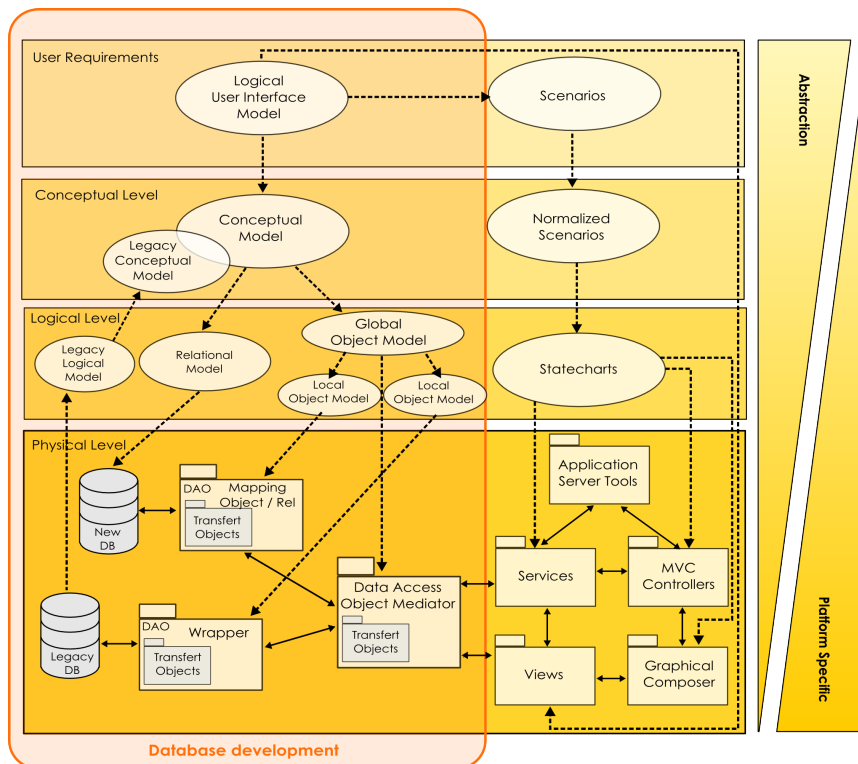 User Requirements
Logical
User Interface
Model
Scenarios
Abstraction
Conceptual Level
Conceptual
Model
Normalized
Scenarios
Legacy
Conceptual
Model
Logical Level
Global
Object Model
Legacy
Logical
Model
Relational
Model
Statecharts
Local
Object Model
Local
Object Model
Physical Level
Application
Server Tools
DAO
Mapping
Object / Rel
Transfert
Objects
New
DB
Data Access
Object Mediator
Transfert
Objects
Services
MVC
Controllers
DAO
Wrapper
Transfert
Objects
Legacy
DB
Views
Graphical
Composer
Platform Specific
Database development